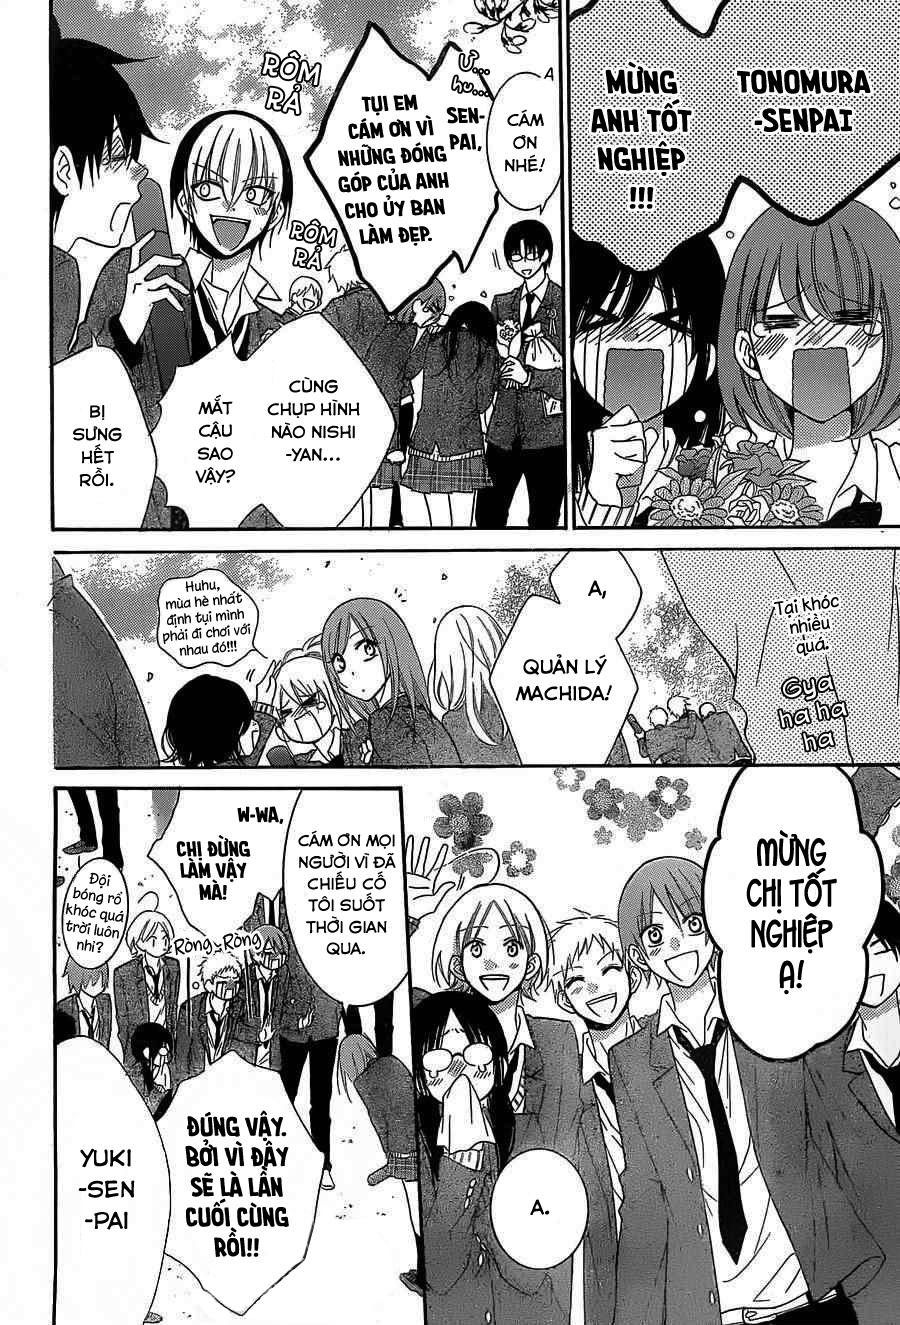 TONOMURA
-SENPAI
MỪNG
ANH TỐT
NGHIỆP
!!!
A
CÁM
ƠN
NHÉ!
Ư...
hu...
SEN-
PAI,
TỤI EM
CÁM ƠN VÌ
NHỮNG ĐÓNG
GÓP CỦA ANH
CHO ỦY BAN
LÀM ĐẸP.
RÔM
RẢ
RÔM
RẢ
CÙNG
CHỤP HÌNH
NÀO NISHI
-YAN...
MẮT
CẬU
SAO
VẬY?
BỊ
SƯNG
HẾT
RỒI.
Tại khóc
nhiều
quá.
Gya
ha ha
ha
A,
QUẢN LÝ
MACHIDA!
Huhu,
mùa hè nhất
định tụi mình
phải đi chơi với
nhau đó!!!
MỪNG
CHỊ TỐT
NGHIỆP
Ạ!
A.
CÁM ƠN MỌI
NGƯỜI VÌ ĐÃ
CHIẾU CỐ
TÔI SUỐT
THỜI GIAN
QUA.
W-WA,
CHỊ ĐỪNG
LÀM VẬY
MÀ!
Đội
bóng rổ
khóc quá
trời luôn
nhỉ?
Ròng~Ròng
ĐÚNG VẬY.
BỞI VÌ ĐÂY
SẼ LÀ LẦN
CUỐI CÙNG
RỒI!!
YUKI
-SEN
-PAI